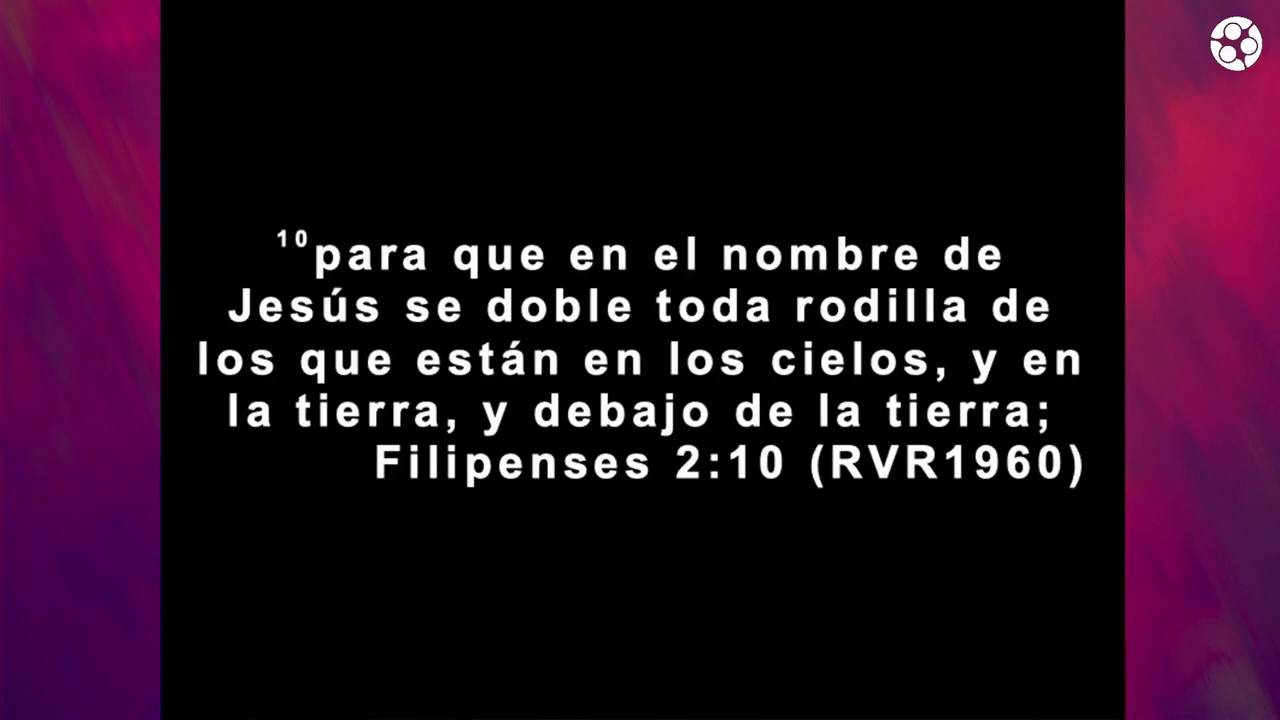 ¹⁰para que en el nombre de
Jesús se doble toda rodilla de
los que están en los cielos, y en
la tierra, y debajo de la tierra;
Filipenses 2:10 (RVR1960)